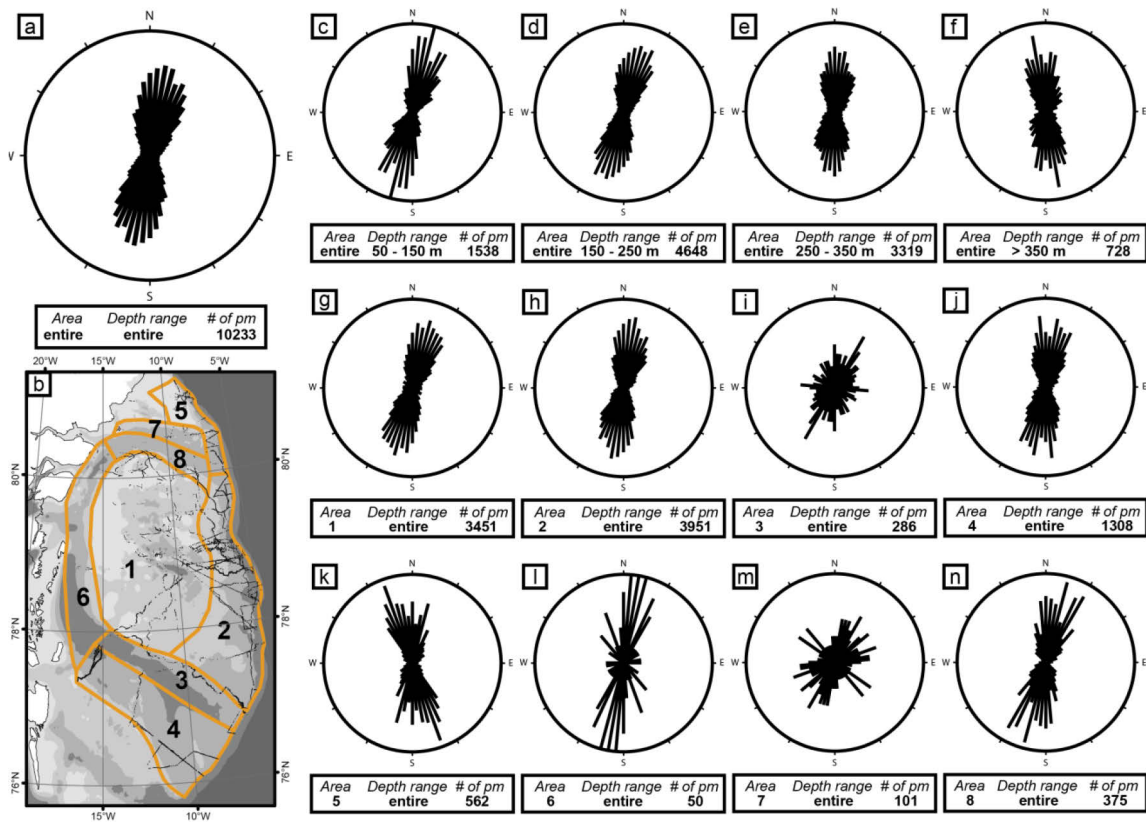 a
N
W
E
S
Area Depth range # of pm
entire entire 10233
c
N
W
E
S
Area Depth range # of pm
entire 50 - 150 m 1538
d
N
W
E
S
Area Depth range # of pm
entire 150 - 250 m 4648
e
N
W
E
S
Area Depth range # of pm
entire 250 - 350 m 3319
f
N
W
E
S
Area Depth range # of pm
entire > 350 m 728
b
20°W 15°W 10°W 5°W
80°N
78°N
76°N
80°N
78°N
76°N
15°W 10°W
5
7
8
1
6
2
3
4
g
N
W
E
S
Area Depth range # of pm
1 entire 3451
h
N
W
E
S
Area Depth range # of pm
2 entire 3951
i
N
W
E
S
Area Depth range # of pm
3 entire 286
j
N
W
E
S
Area Depth range # of pm
4 entire 1308
k
N
W
E
S
Area Depth range # of pm
5 entire 562
l
N
W
E
S
Area Depth range # of pm
6 entire 50
m
N
W
E
S
Area Depth range # of pm
7 entire 101
n
N
W
E
S
Area Depth range # of pm
8 entire 375